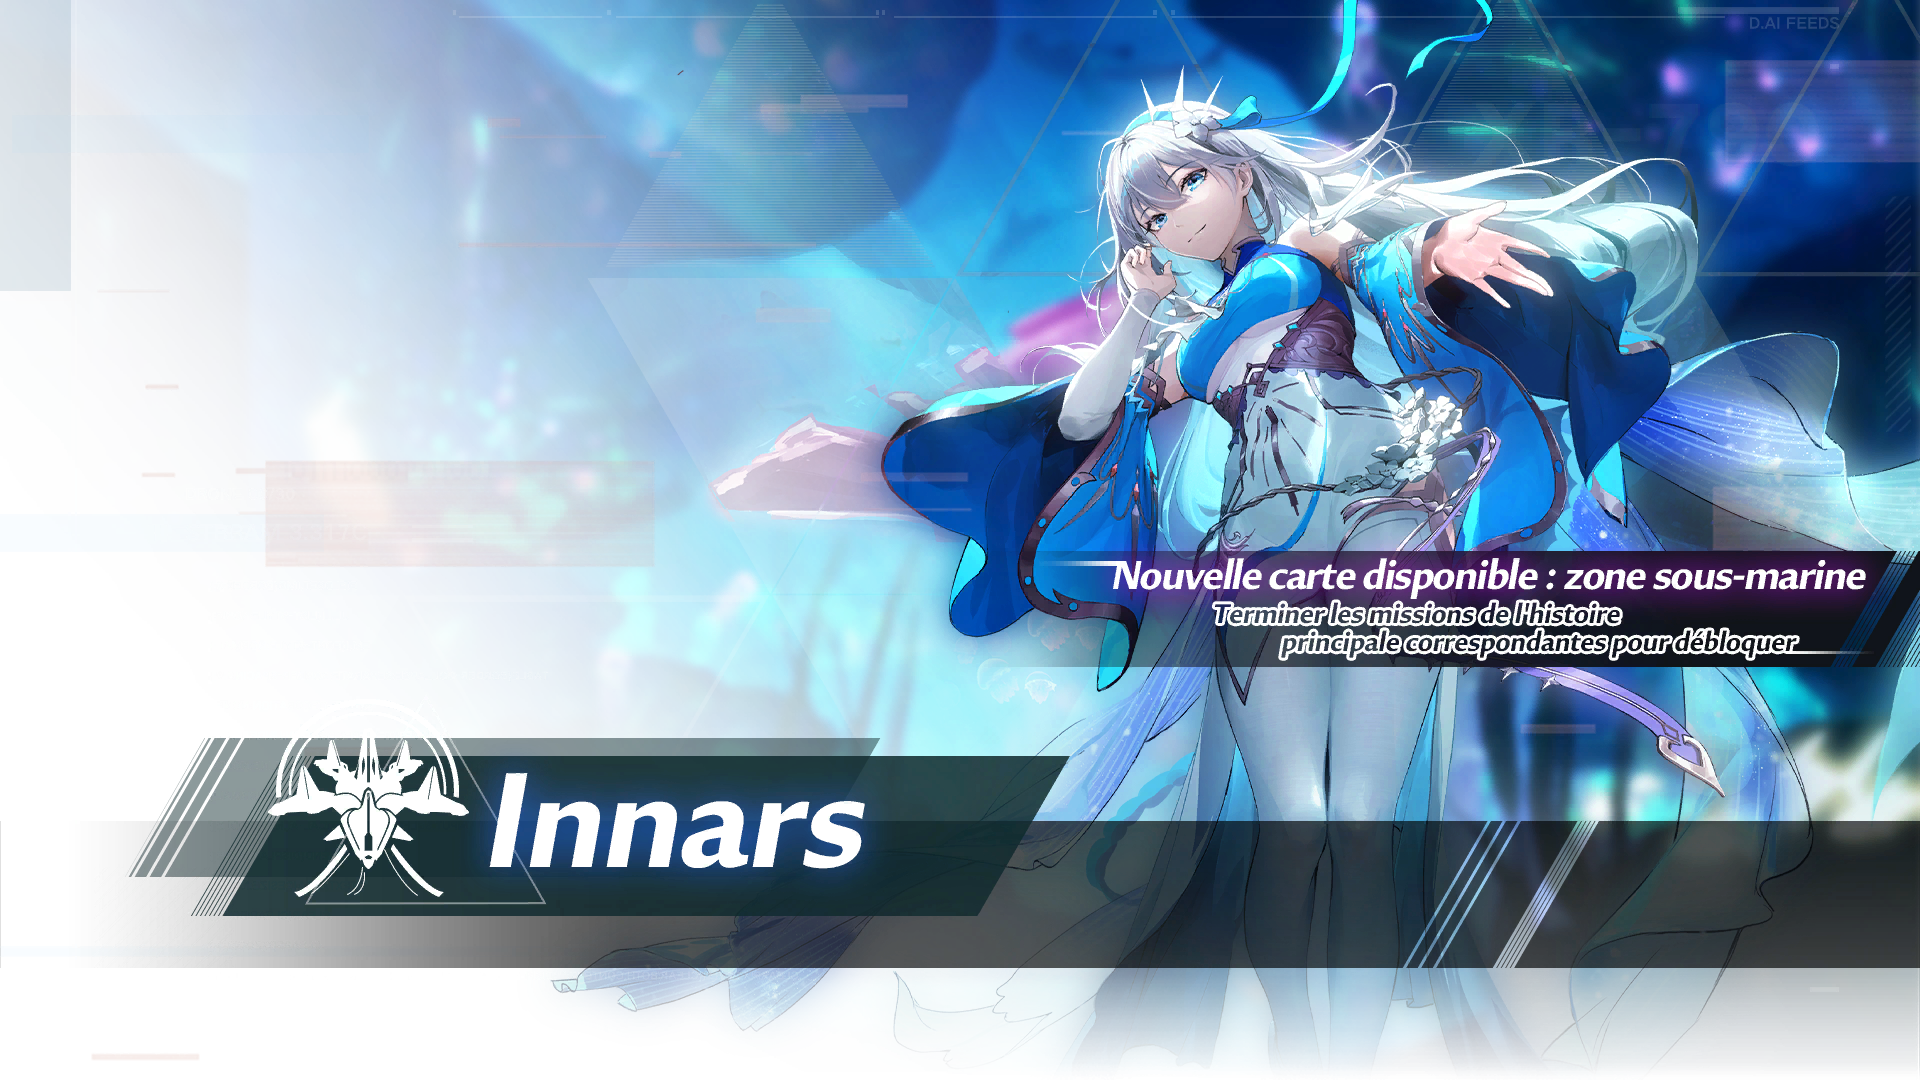 D.AI FEEDS
Nouvelle carte disponible : zone sous-marine
Terminer les missions de l'histoire
principale correspondantes pour débloquer
Innars